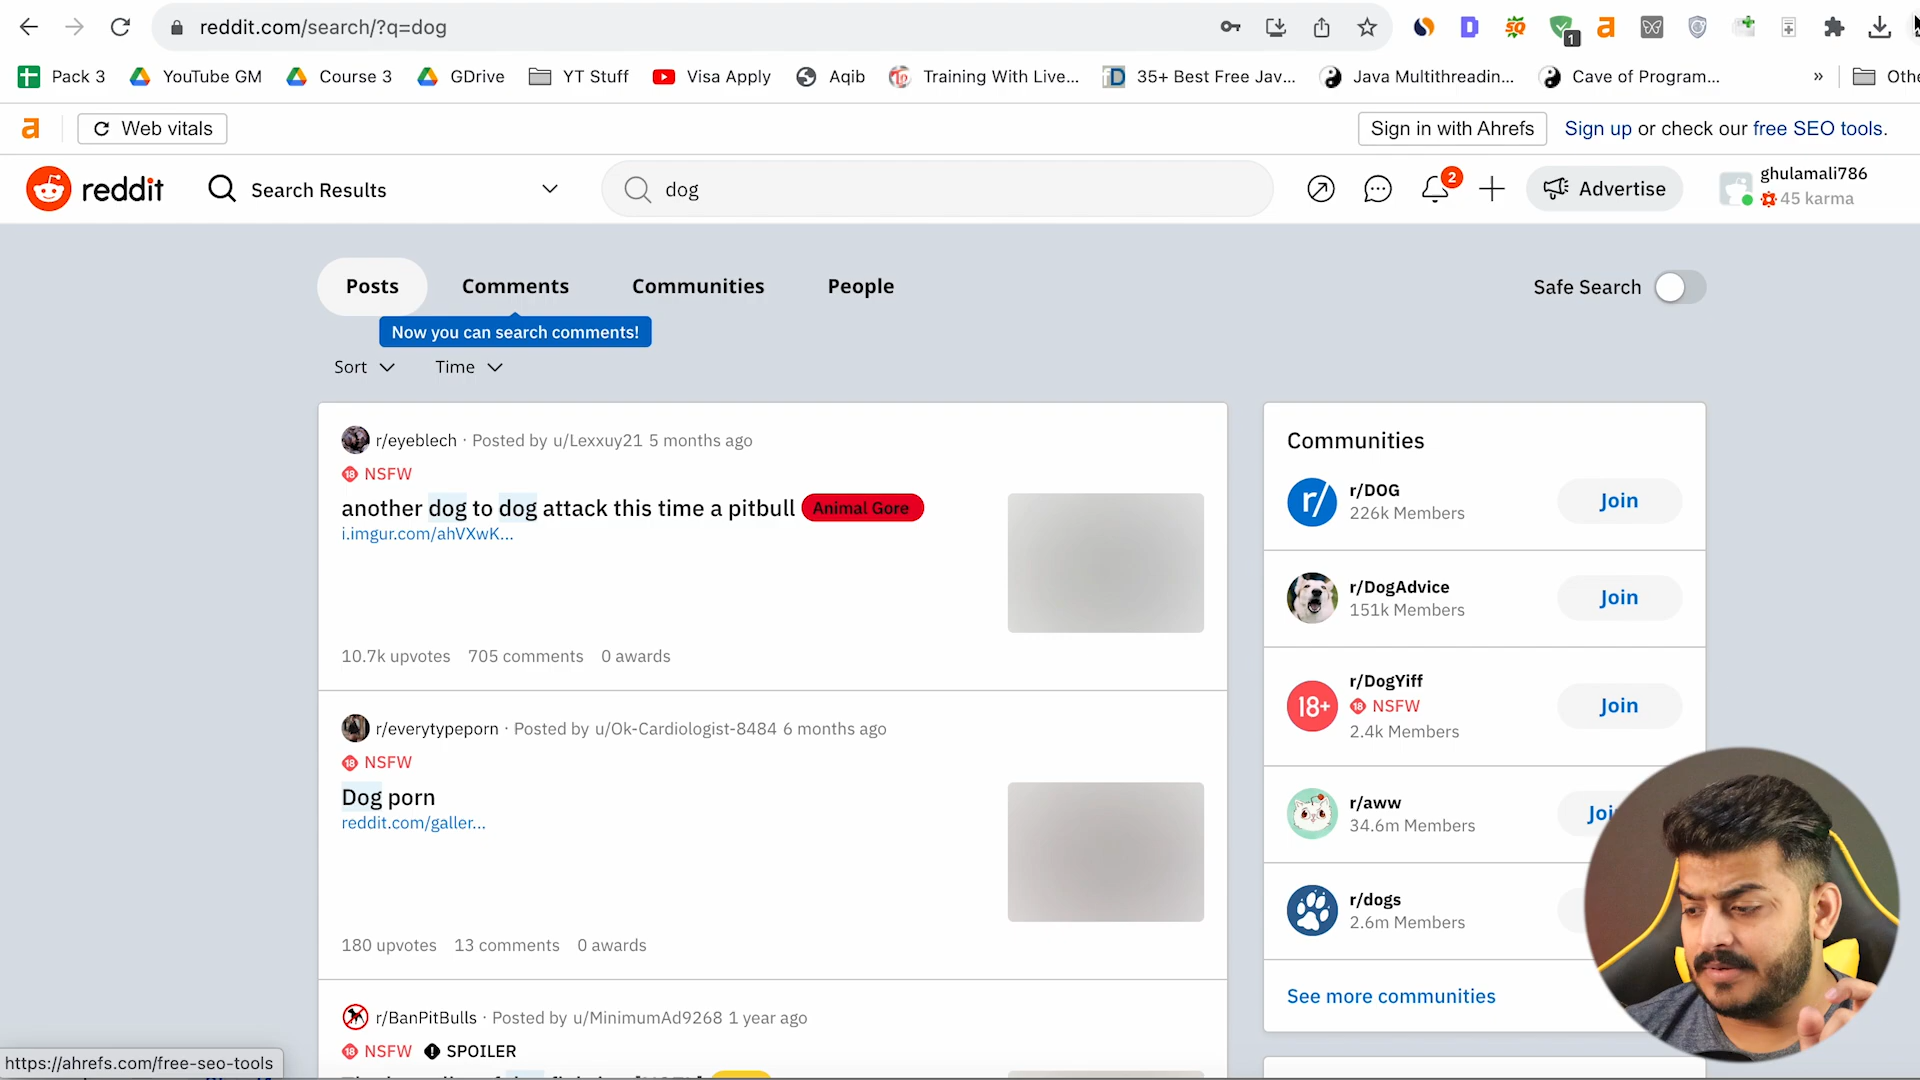 reddit.com/search/?q=dog
1
Pack 3 YouTube GM Course 3 GDrive YT Stuff Visa Apply Aqib Training With Live... 35+ Best Free Jav... Java Multithreadin... Cave of Program... » Othe
a Web vitals Sign in with Ahrefs Sign up or check our free SEO tools.
reddit Search Results dog 2 Advertise ghulamali786
45 karma
Posts Comments Communities People Safe Search
Now you can search comments!
Sort Time
r/eyeblech · Posted by u/Lexxuy21 5 months ago
NSFW
another dog to dog attack this time a pitbull Animal Gore
i.imgur.com/ahVXwK...
10.7k upvotes 705 comments 0 awards
r/everytypeporn · Posted by u/Ok-Cardiologist-8484 6 months ago
NSFW
Dog porn
reddit.com/galler...
180 upvotes 13 comments 0 awards
r/BanPitBulls · Posted by u/MinimumAd9268 1 year ago
NSFW SPOILER
Communities
r/DOG
226k Members
Join
r/DogAdvice
151k Members
Join
18+
r/DogYiff
NSFW
2.4k Members
Join
r/aww
34.6m Members
r/dogs
2.6m Members
See more communities
https://ahrefs.com/free-seo-tools